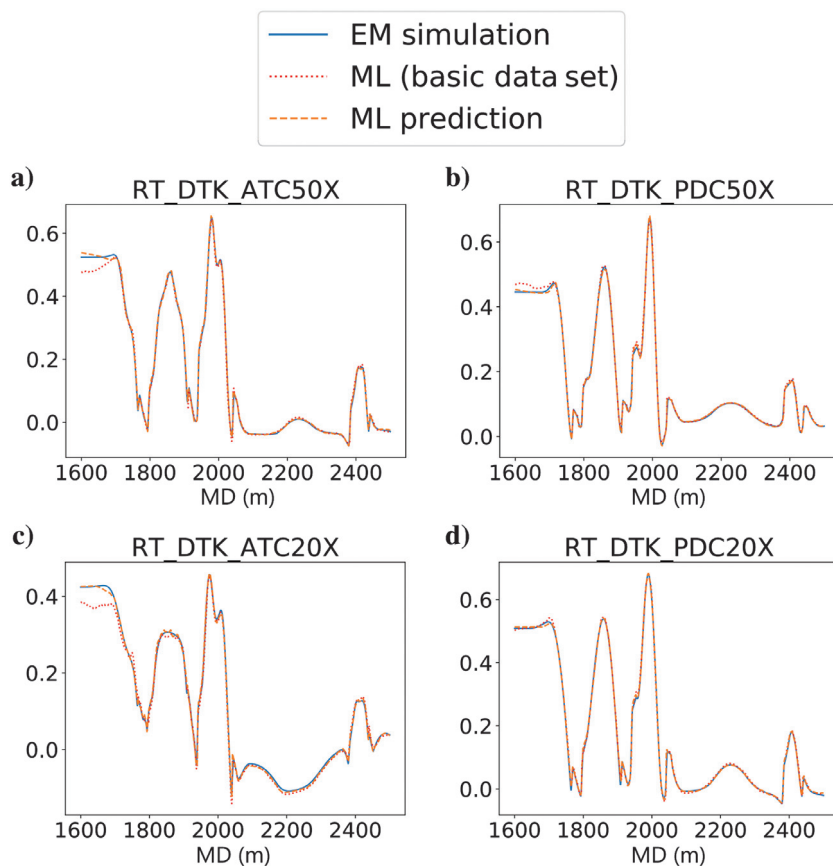 EM simulation
ML (basic data set)
ML prediction
a)
RT_DTK_ATC50X
0.6
0.4
0.2
0.0
1600 1800 2000 2200 2400
MD (m)
b)
RT_DTK_PDC50X
0.6
0.4
0.2
0.0
1600 1800 2000 2200 2400
MD (m)
c)
RT_DTK_ATC20X
0.4
0.2
0.0
1600 1800 2000 2200 2400
MD (m)
d)
RT_DTK_PDC20X
0.6
0.4
0.2
0.0
1600 1800 2000 2200 2400
MD (m)